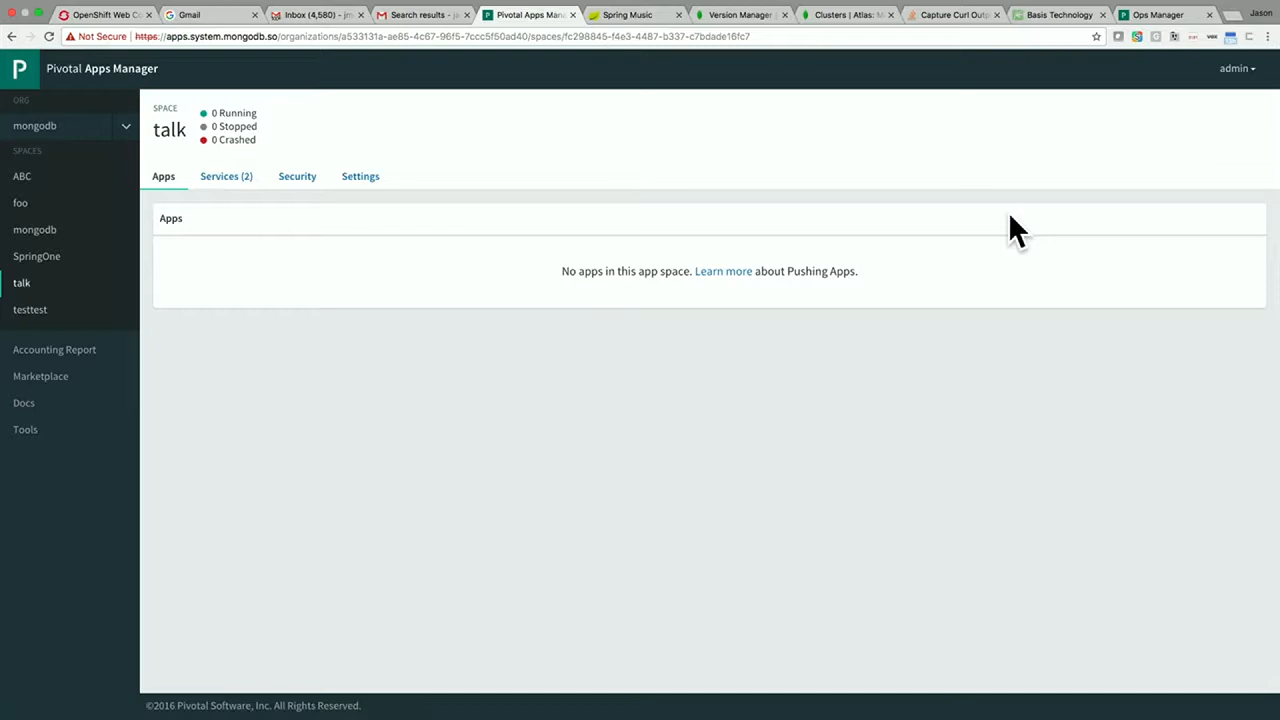 OpenShift Web Co
Gmail
Inbox (4,580) - jm
Search results - ja
Pivotal Apps Mana
Spring Music
Version Manager |
Clusters | Atlas: M
Capture Curl Outp
Basis Technology
Ops Manager
Jason
Not Secure https://apps.system.mongodb.so/organizations/a533131a-ae85-4c67-96f5-7ccc5f50ad40/spaces/fc298845-f4e3-4487-b337-c7bdade16fc7
P Pivotal Apps Manager
admin
ORG
mongodb
SPACES
ABC
foo
mongodb
SpringOne
talk
testtest
Accounting Report
Marketplace
Docs
Tools
SPACE
talk
0 Running
0 Stopped
0 Crashed
Apps Services (2) Security Settings
Apps
No apps in this app space. Learn more about Pushing Apps.
©2016 Pivotal Software, Inc. All Rights Reserved.